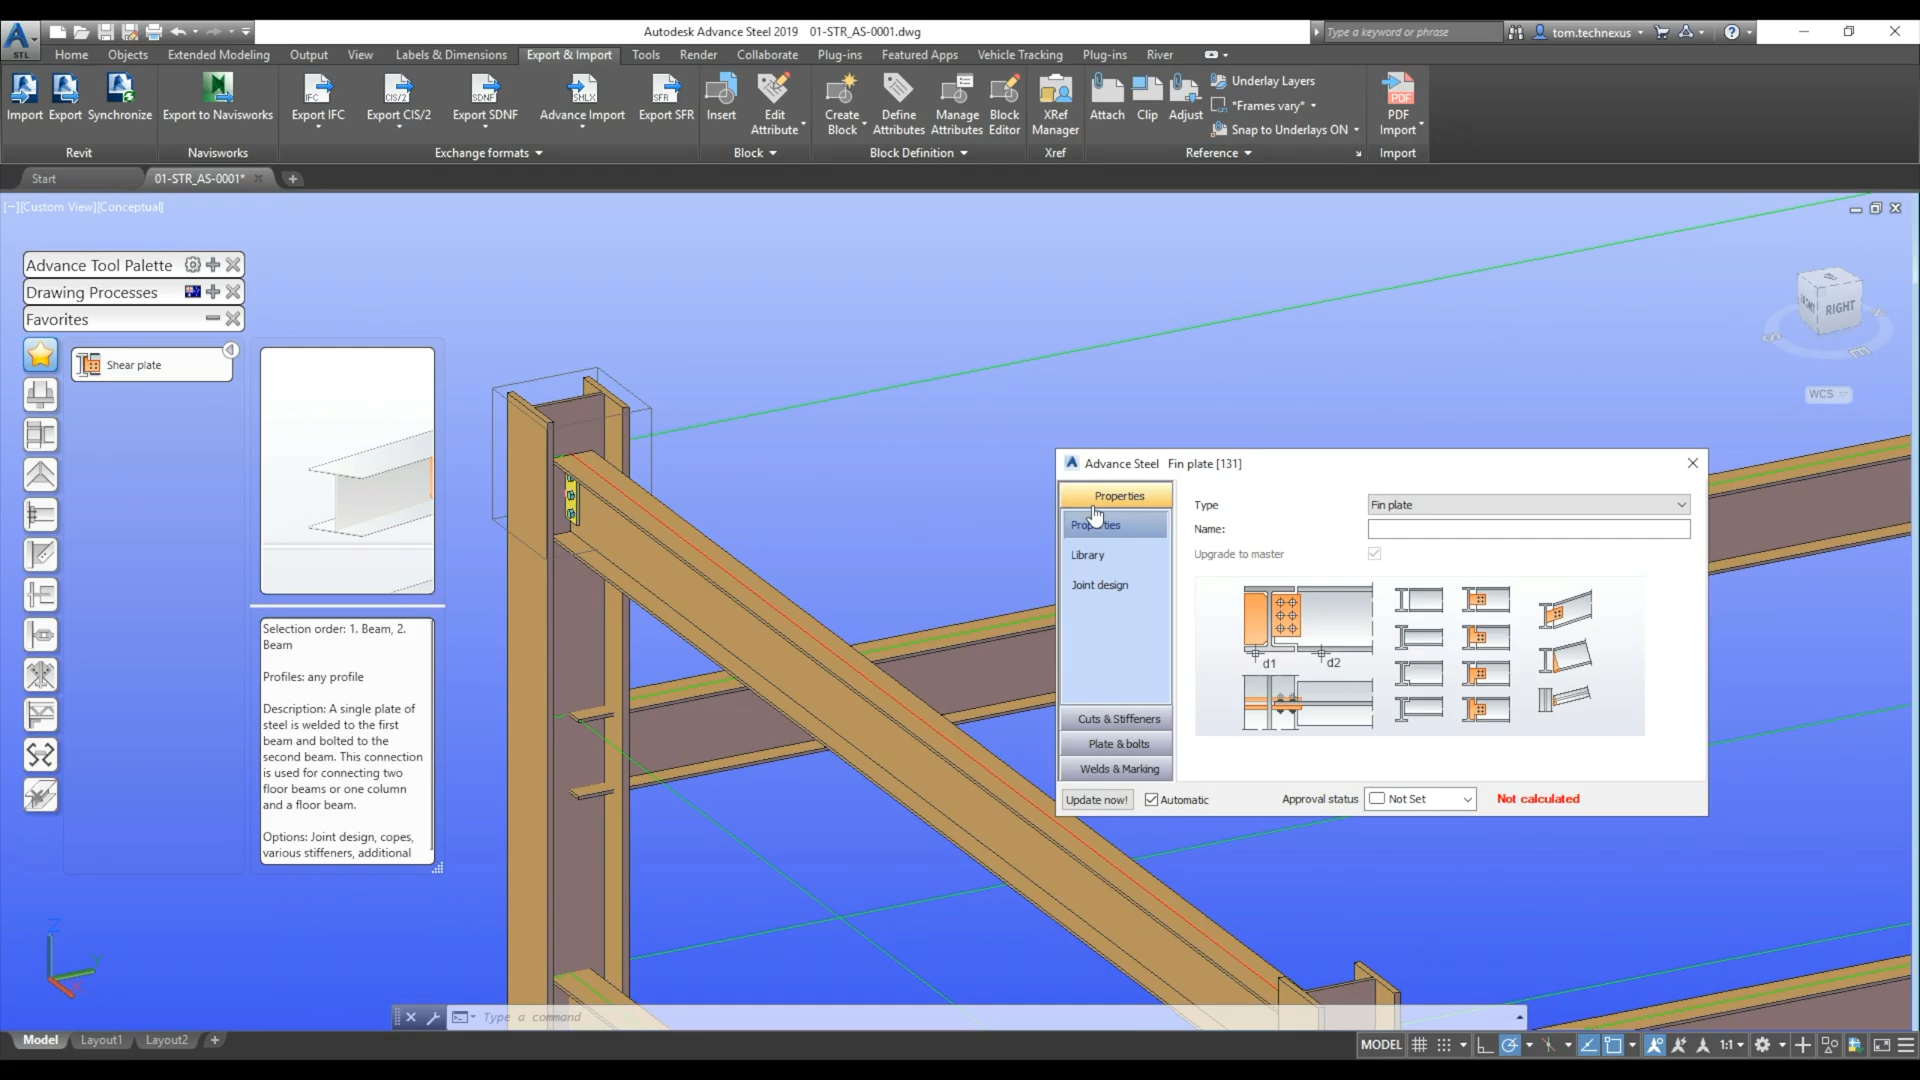 Autodesk Advance Steel 2019 01-STR_AS-0001.dwg
Type a keyword or phrase
tom.technexus
STL
Home Objects Extended Modeling Output View Labels & Dimensions Export & Import Tools Render Collaborate Plug-ins Featured Apps Vehicle Tracking Plug-ins River
Import Export Synchronize
Export to Navisworks
IFC
Export IFC
CIS/2
Export CIS/2
SDNF
Export SDNF
SMLX
Advance Import
SFR
Export SFR
Insert
Edit
Attribute
Create
Block
Define
Attributes
Manage
Attributes
Block
Editor
XRef
Manager
Attach Clip Adjust
Underlay Layers
*Frames vary*
Snap to Underlays ON
PDF
PDF
Import
Revit Navisworks Exchange formats Block Block Definition Xref Reference Import
Start 01-STR_AS-0001*
[−][Custom View][Conceptual]
Advance Tool Palette
Drawing Processes
Favorites
Shear plate
Selection order: 1. Beam, 2.
Beam
Profiles: any profile
Description: A single plate of
steel is welded to the first
beam and bolted to the
second beam. This connection
is used for connecting two
floor beams or one column
and a floor beam.
Options: Joint design, copes,
various stiffeners, additional
RIGHT
WCS
Advance Steel Fin plate [131]
Properties
Properties
Library
Joint design
Cuts & Stiffeners
Plate & bolts
Welds & Marking
Type Fin plate
Name:
Upgrade to master
d1 d2
Update now! Automatic Approval status Not Set Not calculated
Z
Y
X
Type a command
Model Layout1 Layout2
MODEL 1:1